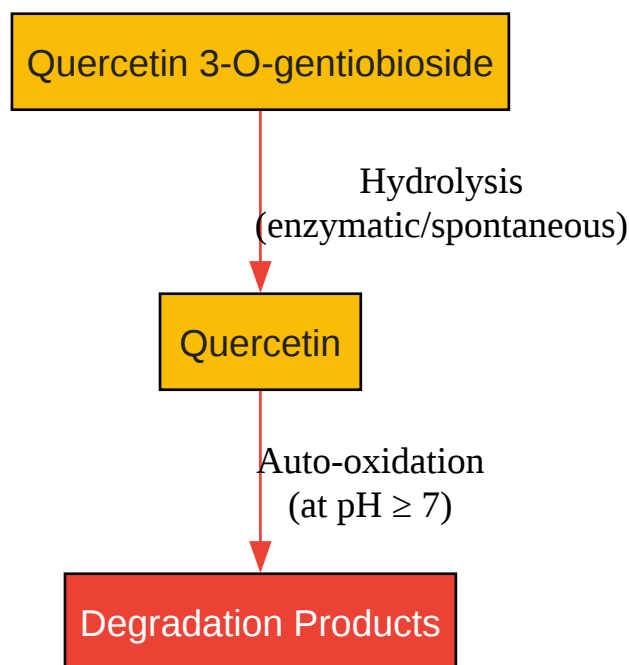 Quercetin 3-O-gentiobioside
Hydrolysis
(enzymatic/spontaneous)
Quercetin
Auto-oxidation
(at pH ≥ 7)
Degradation Products